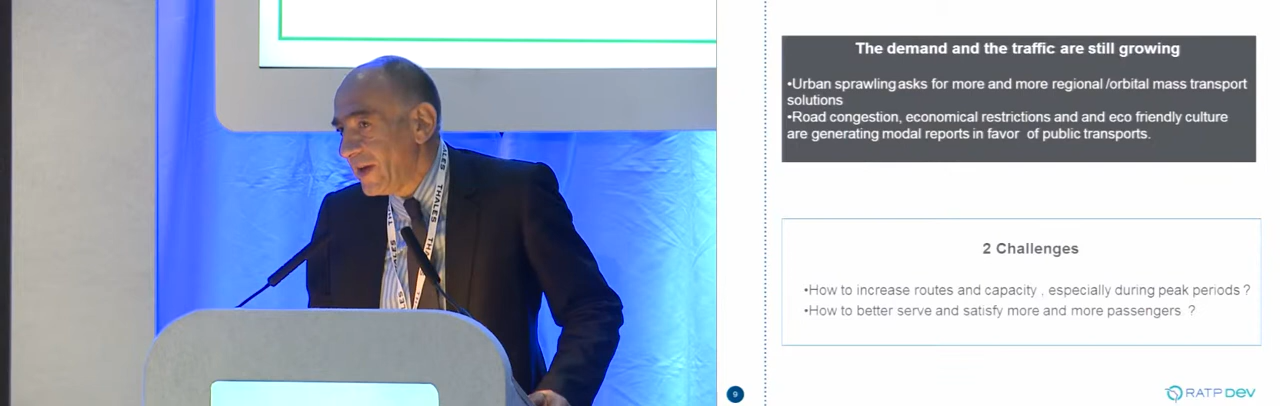 THALES
THALES
The demand and the traffic are still growing
•Urban sprawling asks for more and more regional /orbital mass transport
solutions
•Road congestion, economical restrictions and and eco friendly culture
are generating modal reports in favor of public transports.
2 Challenges
•How to increase routes and capacity , especially during peak periods ?
•How to better serve and satisfy more and more passengers ?
9
RATP DEV